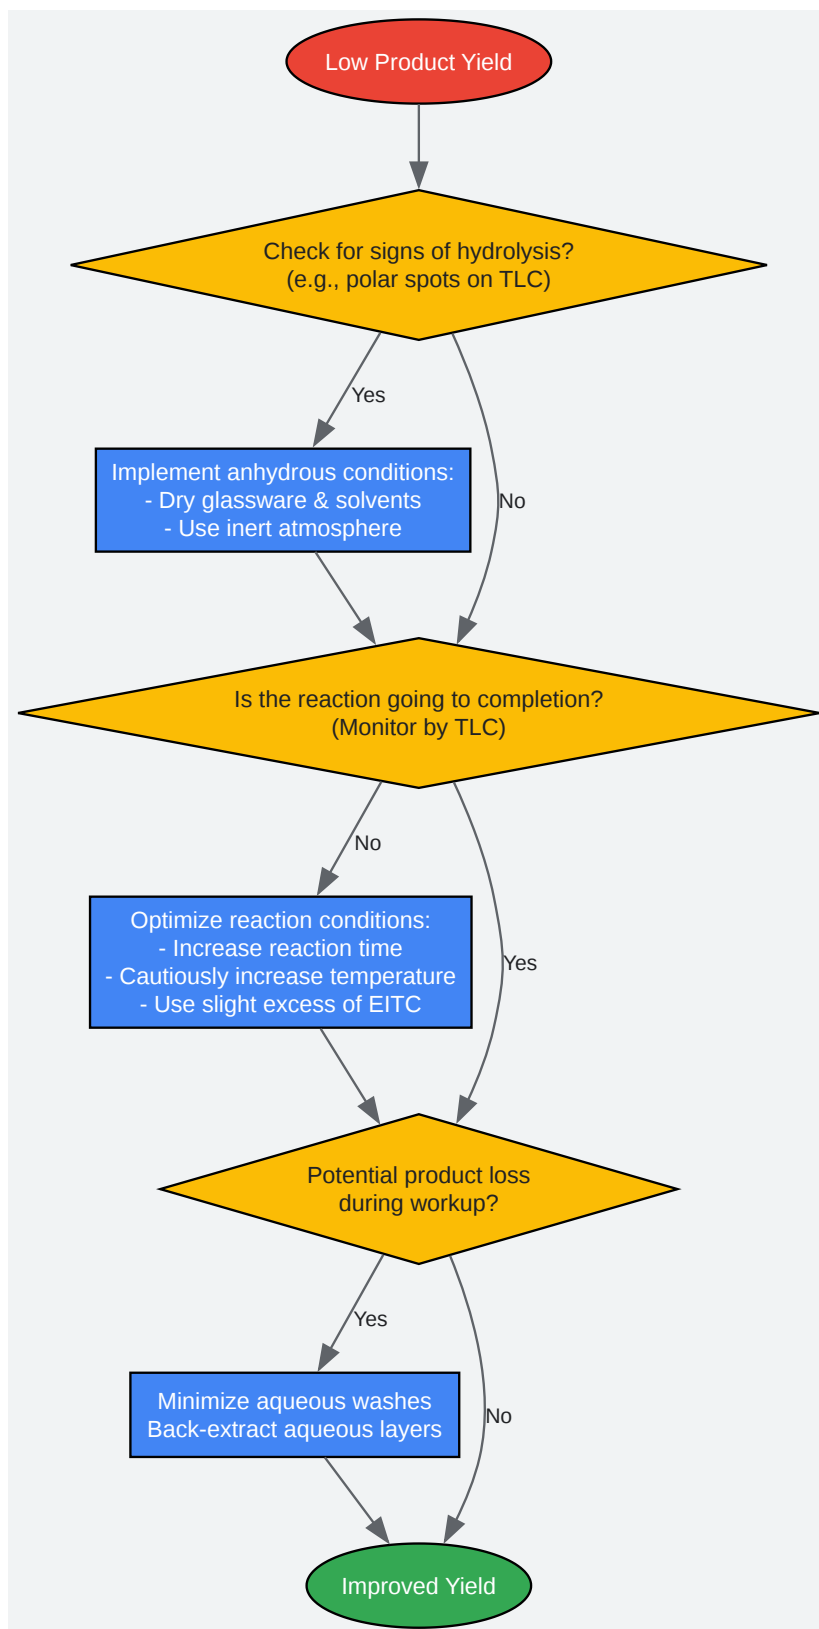 Low Product Yield
Check for signs of hydrolysis?
(e.g., polar spots on TLC)
Yes
Implement anhydrous conditions:
- Dry glassware & solvents
- Use inert atmosphere
No
Is the reaction going to completion?
(Monitor by TLC)
No
Optimize reaction conditions:
- Increase reaction time
- Cautiously increase temperature
- Use slight excess of EITC
Yes
Potential product loss
during workup?
Yes
Minimize aqueous washes
Back-extract aqueous layers
No
Improved Yield